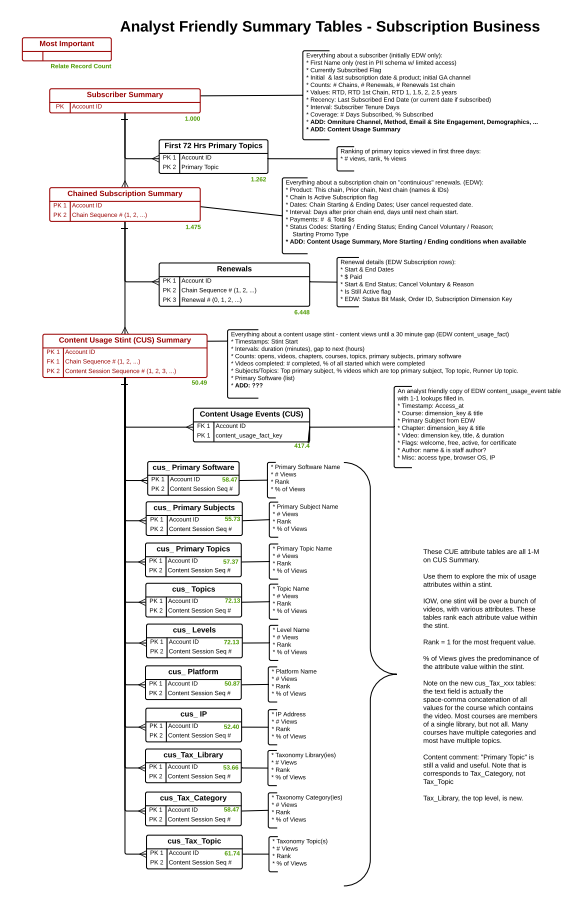 Analyst Friendly Summary Tables - Subscription Business
Most Important
Relate Record Count
Everything about a subscriber (initially EDW only):
* First Name only (rest in PII schema w/ limited access)
* Currently Subscribed Flag
* Initial & last subscription date & product; initial GA channel
* Counts: # Chains, # Renewals, # Renewals 1st chain
* Values: RTD, RTD 1st Chain, RTD 1, 1.5, 2, 2.5 years
* Recency: Last Subscribed End Date (or current date if subscribed)
* Interval: Subscriber Tenure Days
* Coverage: # Days Subscribed, % Subscribed
* ADD: Omniture Channel, Method, Email & Site Engagement, Demographics, ...
* ADD: Content Usage Summary
Subscriber Summary
PK Account ID
1.000
First 72 Hrs Primary Topics
PK 1 Account ID
PK 2 Primary Topic
1.262
Ranking of primary topics viewed in first three days:
* # views, rank, % views
Chained Subscription Summary
PK 1 Account ID
PK 2 Chain Sequence # (1, 2, ...)
1.475
Everything about a subscription chain on "continuous" renewals. (EDW):
* Product: This chain, Prior chain, Next chain (names & IDs)
* Chain Is Active Subscription flag
* Dates: Chain Starting & Ending Dates; User cancel requested date.
* Interval: Days after prior chain end, days until next chain start.
* Payments: # & Total $s
* Status Codes: Starting / Ending Status; Ending Cancel Voluntary / Reason;
Starting Promo Type
* ADD: Content Usage Summary, More Starting / Ending conditions when available
Renewals
PK 1 Account ID
PK 2 Chain Sequence # (1, 2, ...)
PK 3 Renewal # (0, 1, 2, ...)
6.448
Renewal details (EDW Subscription rows):
* Start & End Dates
* $ Paid
* Start & End Status; Cancel Voluntary & Reason
* Is Still Active flag
* EDW: Status Bit Mask, Order ID, Subscription Dimension Key
Content Usage Stint (CUS) Summary
PK 1 Account ID
FK 1 Chain Sequence # (1, 2, ...)
PK 2 Content Session Sequence # (1, 2, 3, ...)
50.49
Everything about a content usage stint - content views until a 30 minute gap (EDW content_usage_fact)
* Timestamps: Stint Start
* Intervals: duration (minutes), gap to next (hours)
* Counts: opens, videos, chapters, courses, topics, primary subjects, primary software
* Videos completed: # completed, % of all started which were completed
* Subjects/Topics: Top primary subject, % videos which are top primary subject, Top topic, Runner Up topic.
* Primary Software (list)
* ADD: ???
Content Usage Events (CUS)
FK 1 Account ID
PK 1 content_usage_fact_key
417.4
An analyst friendly copy of EDW content_usage_event table
with 1-1 lookups filled in.
* Timestamp: Access_at
* Course: dimension_key & title
* Primary Subject from EDW
* Chapter: dimension_key & title
* Video: dimension key, title, & duration
* Flags: welcome, free, active, for certificate
* Author: name & is staff author?
* Misc: access type, browser OS, IP
cus_ Primary Software
PK 1 Account ID 58.47
PK 2 Content Session Seq #
* Primary Software Name
* # Views
* Rank
* % of Views
cus_ Primary Subjects
PK 1 Account ID 55.73
PK 2 Content Session Seq #
* Primary Subject Name
* # Views
* Rank
* % of Views
cus_ Primary Topics
PK 1 Account ID 57.37
PK 2 Content Session Seq #
* Primary Topic Name
* # Views
* Rank
* % of Views
cus_ Topics
PK 1 Account ID 72.13
PK 2 Content Session Seq #
* Topic Name
* # Views
* Rank
* % of Views
cus_ Levels
PK 1 Account ID 72.13
PK 2 Content Session Seq #
* Level Name
* # Views
* Rank
* % of Views
cus_ Platform
PK 1 Account ID 50.87
PK 2 Content Session Seq #
* Platform Name
* # Views
* Rank
* % of Views
cus_ IP
PK 1 Account ID 52.40
PK 2 Content Session Seq #
* IP Address
* # Views
* Rank
* % of Views
cus_Tax_Library
PK 1 Account ID 53.66
PK 2 Content Session Seq #
* Taxonomy Library(ies)
* # Views
* Rank
* % of Views
cus_Tax_Category
PK 1 Account ID 58.47
PK 2 Content Session Seq #
* Taxonomy Category(ies)
* # Views
* Rank
* % of Views
cus_Tax_Topic
PK 1 Account ID 61.74
PK 2 Content Session Seq #
* Taxonomy Topic(s)
* # Views
* Rank
* % of Views
These CUE attribute tables are all 1-M
on CUS Summary.
Use them to explore the mix of usage
attributes within a stint.
IOW, one stint will be over a bunch of
videos, with various attributes. These
tables rank each attribute value within
the stint.
Rank = 1 for the most frequent value.
% of Views gives the predominance of
the attribute value within the stint.
Note on the new cus_Tax_xxx tables:
the text field is actually the
space-comma concatenation of all
values for the course which contains
the video. Most courses are members
of a single library, but not all. Many
courses have multiple categories and
most have multiple topics.
Content comment: "Primary Topic" is
still a valid and useful. Note that is
corresponds to Tax_Category, not
Tax_Topic
Tax_Library, the top level, is new.